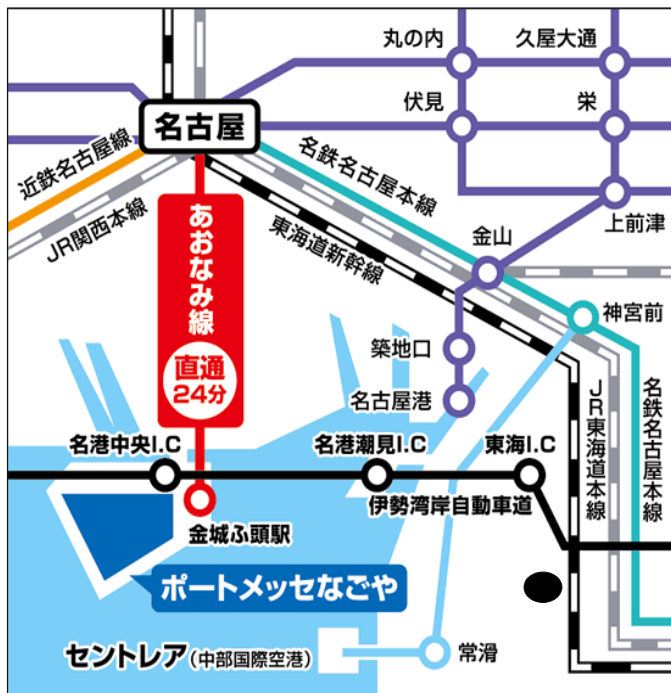 丸の内
久屋大通
伏見
栄
名古屋
近鉄名古屋線
JR関西本線
名鉄名古屋本線
東海道新幹線
上前津
金山
あおなみ線
直通
24分
神宮前
築地口
名古屋港
JR東海道本線
名鉄名古屋本線
名港中央I.C
名港潮見I.C
東海I.C
伊勢湾岸自動車道
金城ふ頭駅
ポートメッセなごや
セントレア(中部国際空港)
常滑